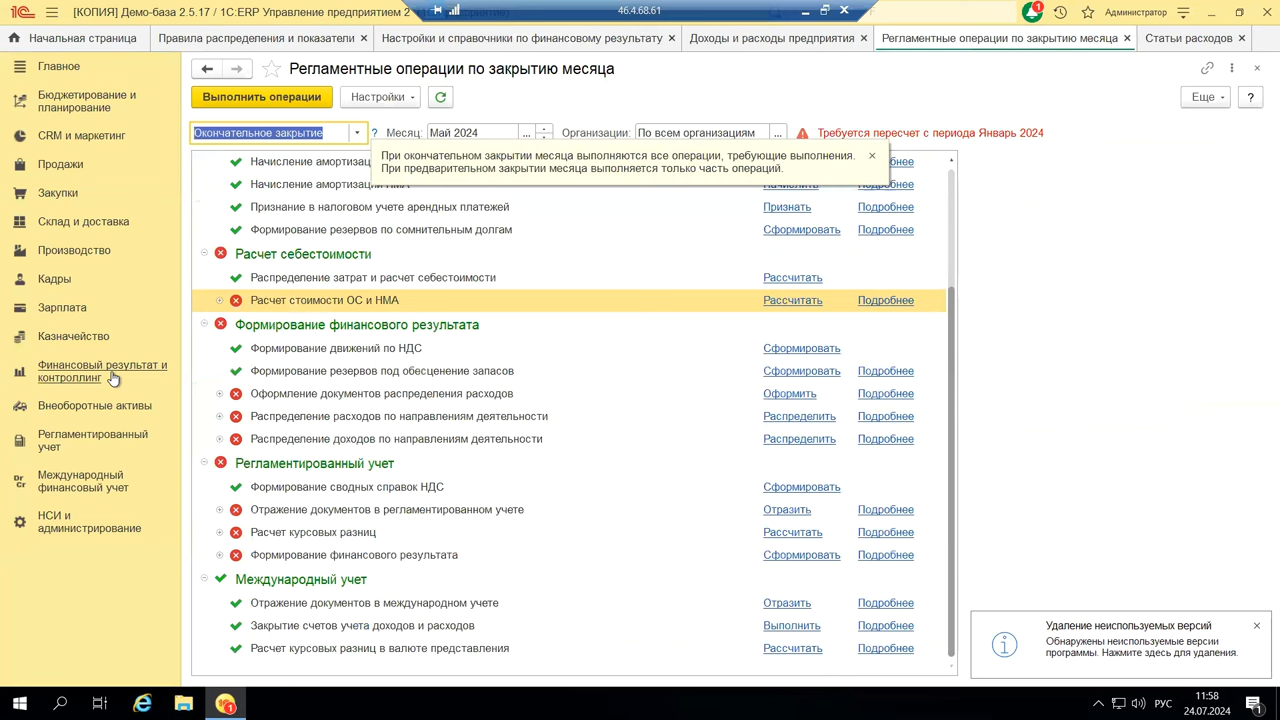 [КОПИЯ] Демо-база 2.5.17 / 1С:ERP Управление предприятием 2
46.4.68.61
1
Администратор
Начальная страница
Правила распределения и показатели ×
Настройки и справочники по финансовому результату ×
Доходы и расходы предприятия ×
Регламентные операции по закрытию месяца ×
Статьи расходов ×
Главное
Бюджетирование и
планирование
CRM и маркетинг
Продажи
Закупки
Склад и доставка
Производство
Кадры
Зарплата
Казначейство
Финансовый результат и
контроллинг
Внеоборотные активы
Регламентированный
учет
Международный
финансовый учет
НСИ и
администрирование
Регламентные операции по закрытию месяца
Выполнить операции
Настройки
Еще
?
Окончательное закрытие
?
Месяц: Май 2024 ...
Организации: По всем организациям ...
Требуется пересчет с периода Январь 2024
При окончательном закрытии месяца выполняются все операции, требующие выполнения.
При предварительном закрытии месяца выполняется только часть операций.
Начисление амортизац
Начисление амортизации НМА Начислить Подробнее
Признание в налоговом учете арендных платежей Признать Подробнее
Формирование резервов по сомнительным долгам Сформировать Подробнее
Расчет себестоимости
Распределение затрат и расчет себестоимости Рассчитать
Расчет стоимости ОС и НМА Рассчитать Подробнее
Формирование финансового результата
Формирование движений по НДС Сформировать
Формирование резервов под обесценение запасов Сформировать Подробнее
Оформление документов распределения расходов Оформить Подробнее
Распределение расходов по направлениям деятельности Распределить Подробнее
Распределение доходов по направлениям деятельности Распределить Подробнее
Регламентированный учет
Формирование сводных справок НДС Сформировать
Отражение документов в регламентированном учете Отразить Подробнее
Расчет курсовых разниц Рассчитать Подробнее
Формирование финансового результата Сформировать Подробнее
Международный учет
Отражение документов в международном учете Отразить Подробнее
Закрытие счетов учета доходов и расходов Выполнить Подробнее
Расчет курсовых разниц в валюте представления Рассчитать Подробнее
Удаление неиспользуемых версий
Обнаружены неиспользуемые версии
программы. Нажмите здесь для удаления.
РУС
11:58
24.07.2024
1